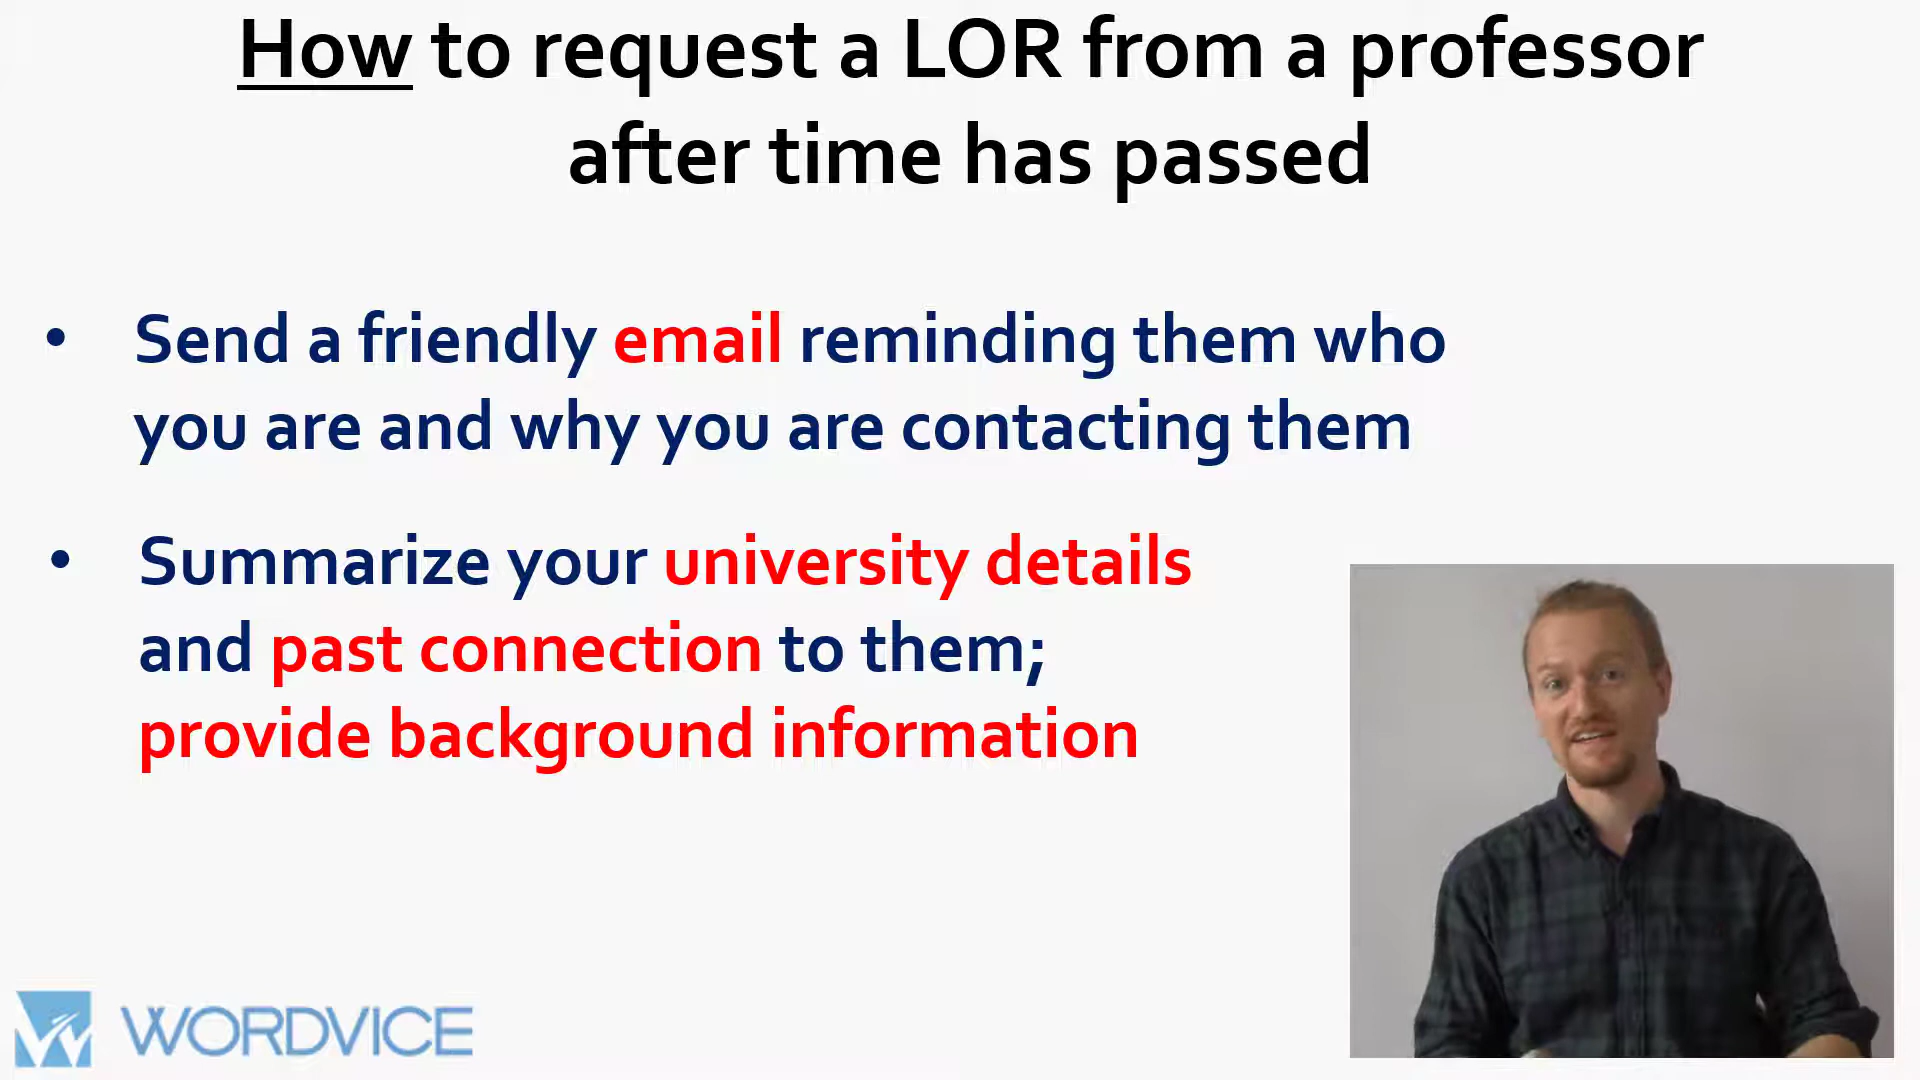 How to request a LOR from a professor
after time has passed
• Send a friendly email reminding them who
you are and why you are contacting them
• Summarize your university details
and past connection to them;
provide background information
WORDVICE